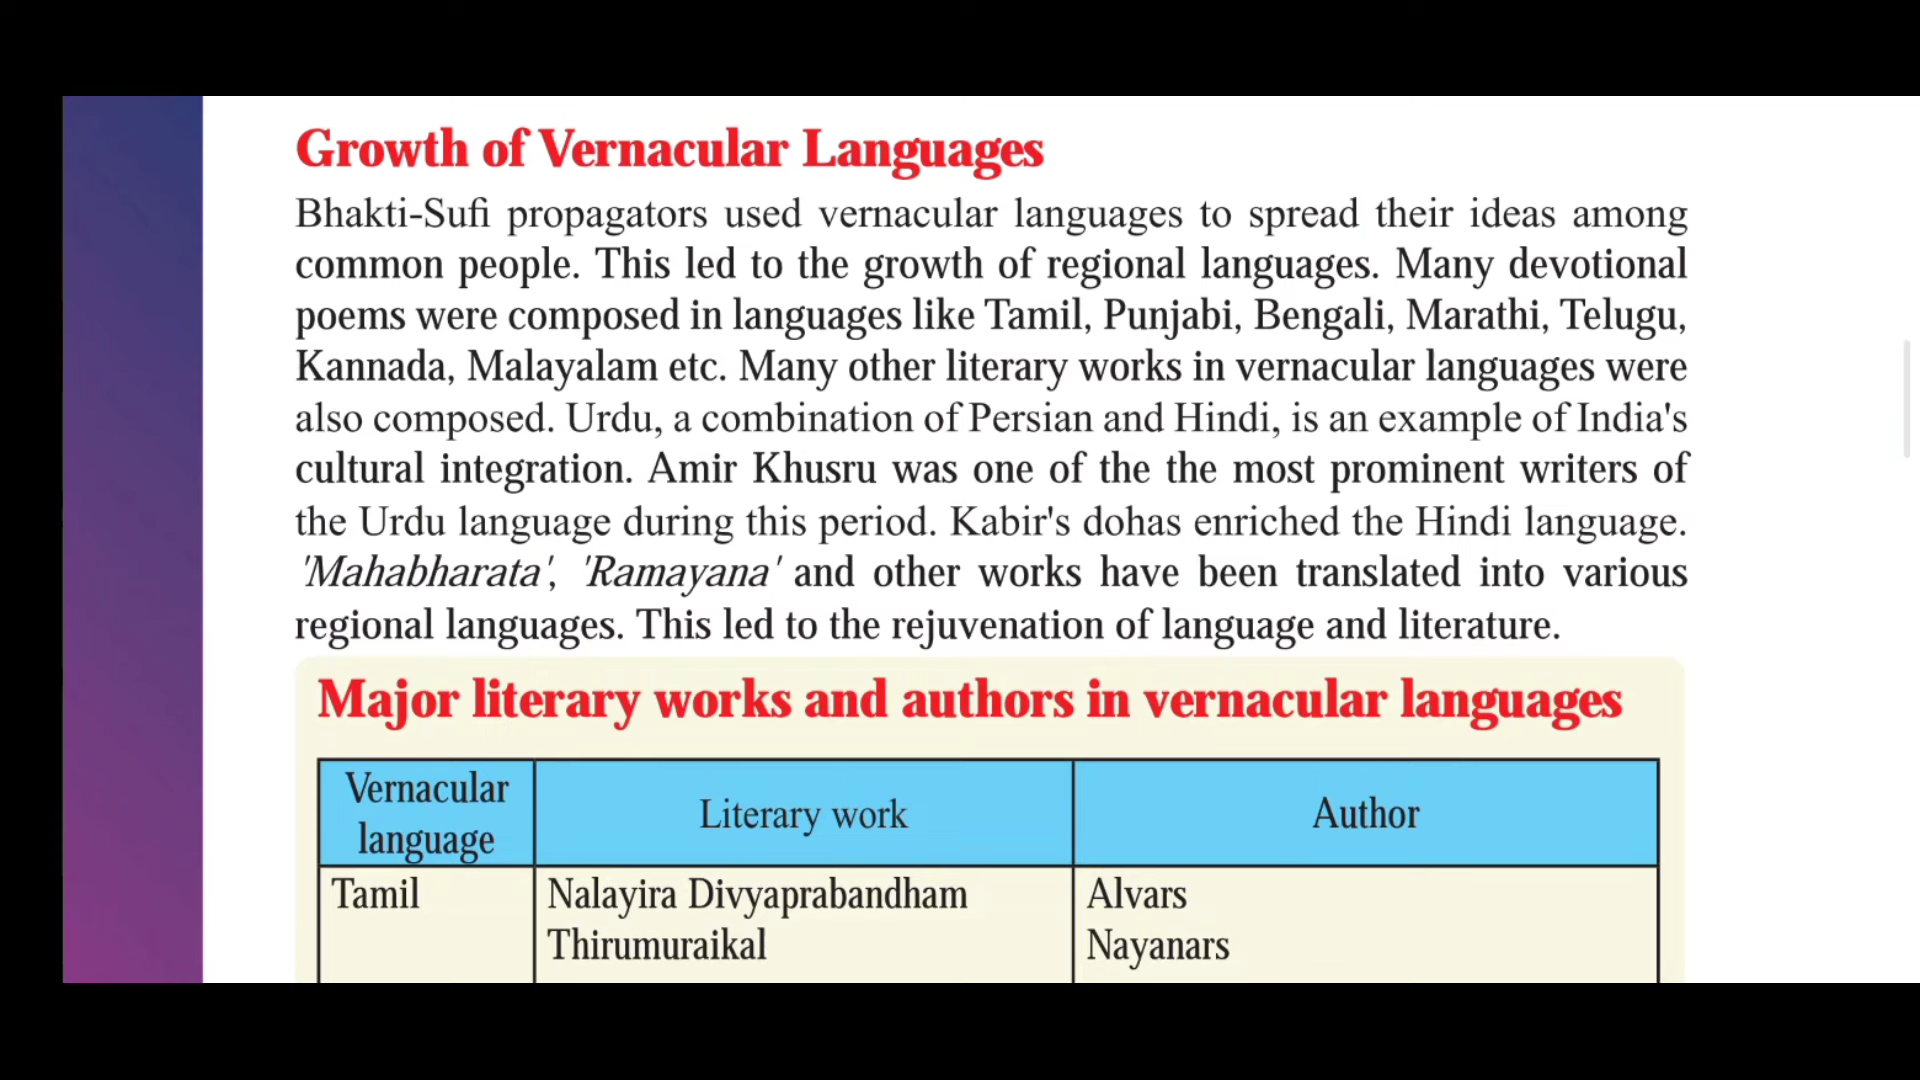 Growth of Vernacular Languages
Bhakti-Sufi propagators used vernacular languages to spread their ideas among
common people. This led to the growth of regional languages. Many devotional
poems were composed in languages like Tamil, Punjabi, Bengali, Marathi, Telugu,
Kannada, Malayalam etc. Many other literary works in vernacular languages were
also composed. Urdu, a combination of Persian and Hindi, is an example of India's
cultural integration. Amir Khusru was one of the the most prominent writers of
the Urdu language during this period. Kabir's dohas enriched the Hindi language.
'Mahabharata', 'Ramayana' and other works have been translated into various
regional languages. This led to the rejuvenation of language and literature.
Major literary works and authors in vernacular languages
Vernacular
language
Literary work
Author
Tamil
Nalayira Divyaprabandham
Thirumuraikal
Alvars
Nayanars